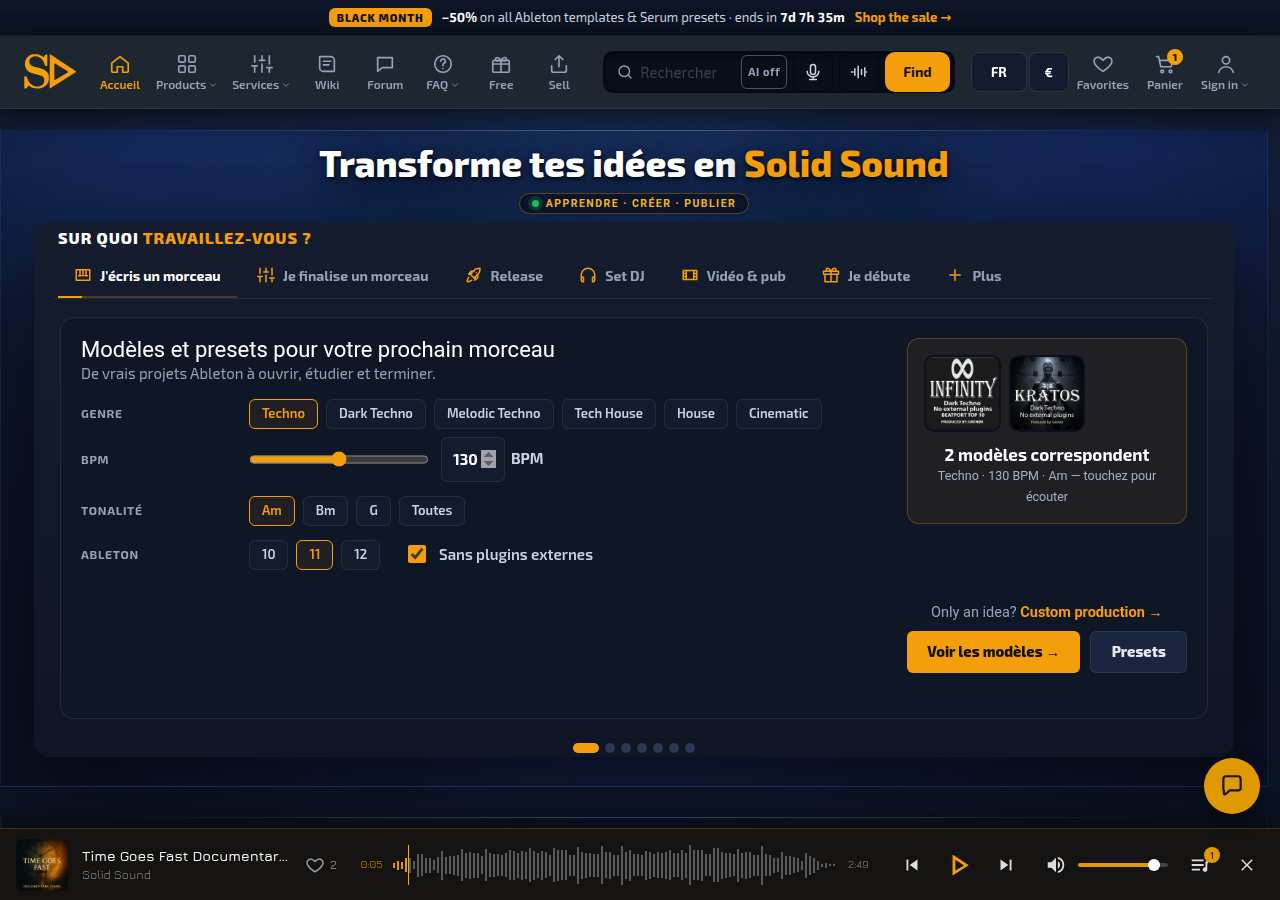 BLACK MONTH −50% on all Ableton templates & Serum presets · ends in 7d 7h 35m Shop the sale →
Accueil Products Services Wiki Forum FAQ Free Sell
Rechercher AI off Find FR € Favorites 1 Panier Sign in
Transforme tes idées en Solid Sound
APPRENDRE · CRÉER · PUBLIER
SUR QUOI TRAVAILLEZ-VOUS ?
J'écris un morceau Je finalise un morceau Release Set DJ Vidéo & pub Je débute Plus
Modèles et presets pour votre prochain morceau
De vrais projets Ableton à ouvrir, étudier et terminer.
GENRE Techno Dark Techno Melodic Techno Tech House House Cinematic
BPM 130 BPM
TONALITÉ Am Bm G Toutes
ABLETON 10 11 12 Sans plugins externes
INFINITY
Dark Techno
No external plugins
BEATPORT TOP 10
KRATOS
Dark Techno
No external plugins
2 modèles correspondent
Techno · 130 BPM · Am — touchez pour
écouter
Only an idea? Custom production →
Voir les modèles → Presets
TIME GOES
FAST
Time Goes Fast Documentar...
Solid Sound
2 0:05 2:49 1